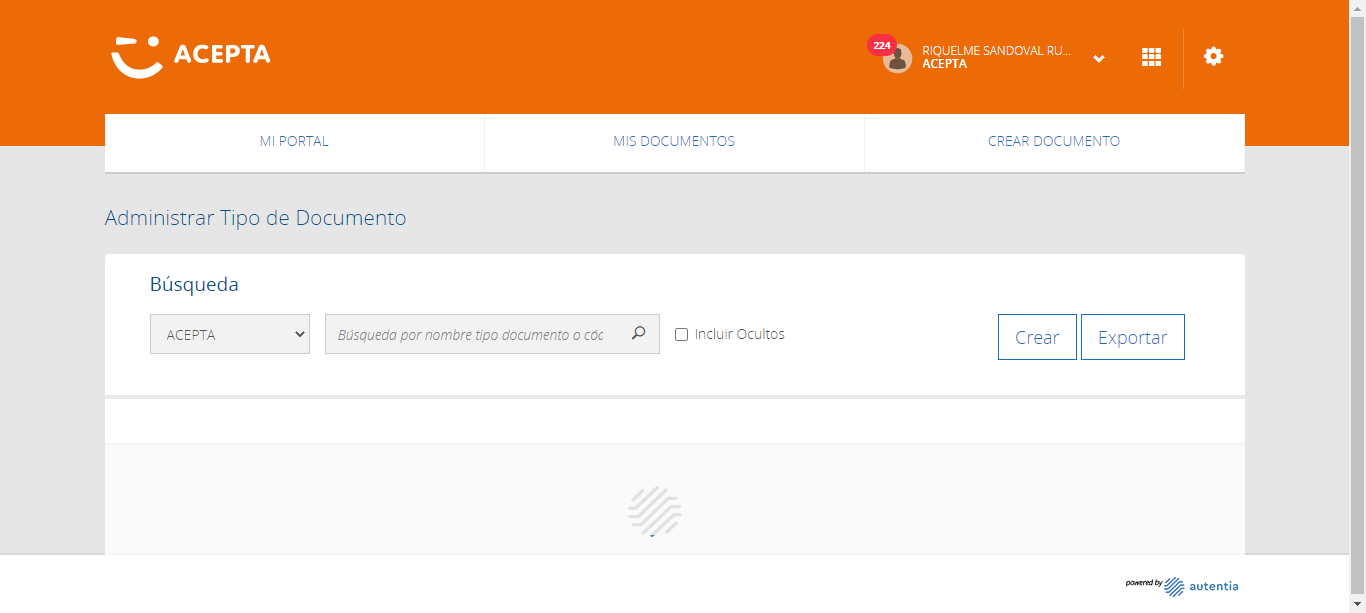 ACEPTA
224
RIQUELME SANDOVAL RU...
ACEPTA
MI PORTAL
MIS DOCUMENTOS
CREAR DOCUMENTO
Administrar Tipo de Documento
Búsqueda
ACEPTA
Búsqueda por nombre tipo documento o cóc
Incluir Ocultos
Crear
Exportar
powered by autentia